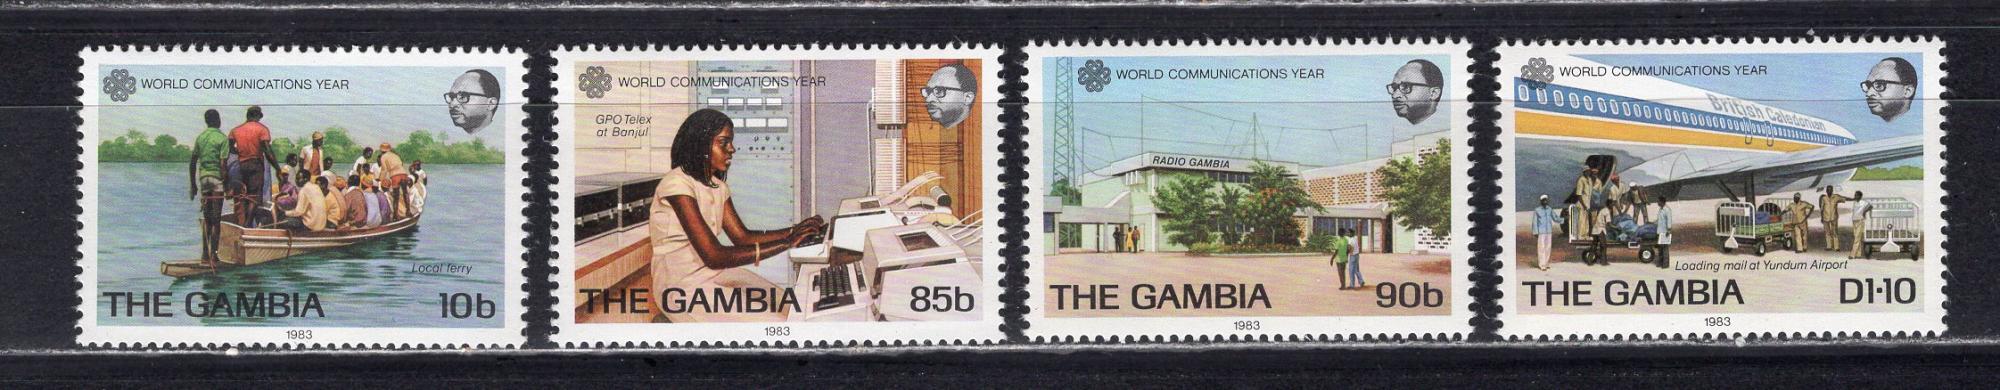 WORLD COMMUNICATIONS YEAR
Local ferry
THE GAMBIA 10b
1983
WORLD COMMUNICATIONS YEAR
GPO Telex
at Banjul
THE GAMBIA 85b
1983
WORLD COMMUNICATIONS YEAR
RADIO GAMBIA
THE GAMBIA 90b
1983
WORLD COMMUNICATIONS YEAR
British Caledonian
Loading mail at Yundum Airport
THE GAMBIA D1·10
1983